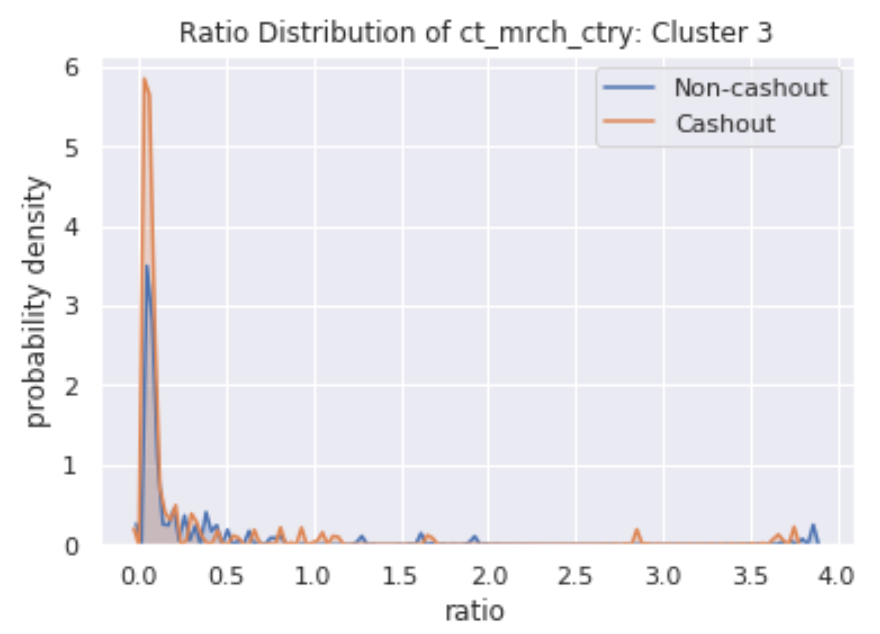 Ratio Distribution of ct_mrch_ctry: Cluster 3
Non-cashout
Cashout
probability density
6
5
4
3
2
1
0
0.0 0.5 1.0 1.5 2.0 2.5 3.0 3.5 4.0
ratio